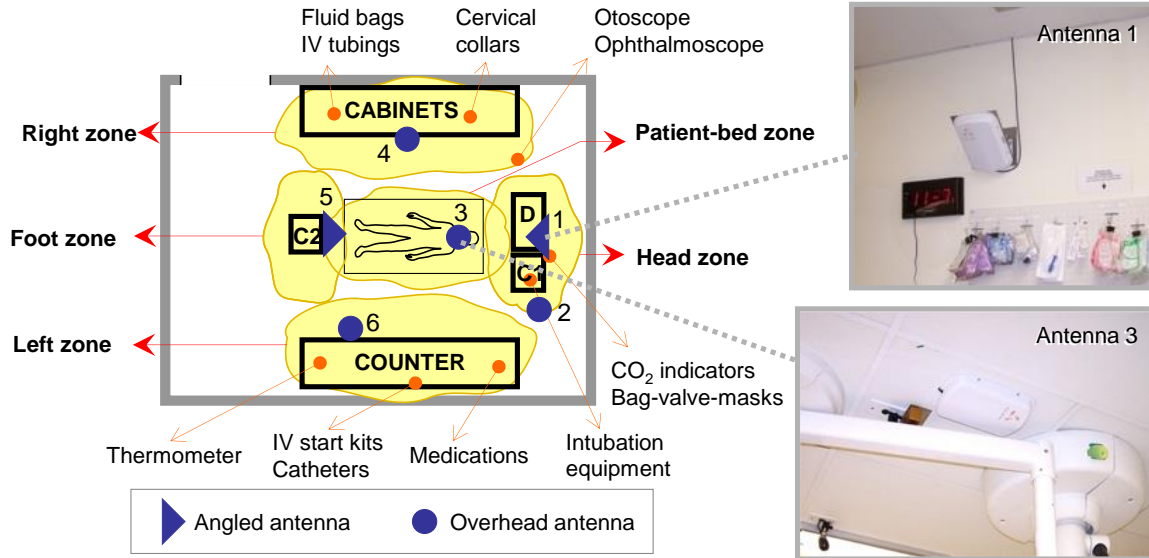 Fluid bags
IV tubings
Cervical
collars
Otoscope
Ophthalmoscope
Antenna 1
CABINETS
Right zone
Patient-bed zone
4
5
3
D
1
C2
Foot zone
Head zone
2
6
Left zone
COUNTER
Antenna 3
CO₂ indicators
Bag-valve-masks
Thermometer
IV start kits
Catheters
Medications
Intubation
equipment
Angled antenna
Overhead antenna